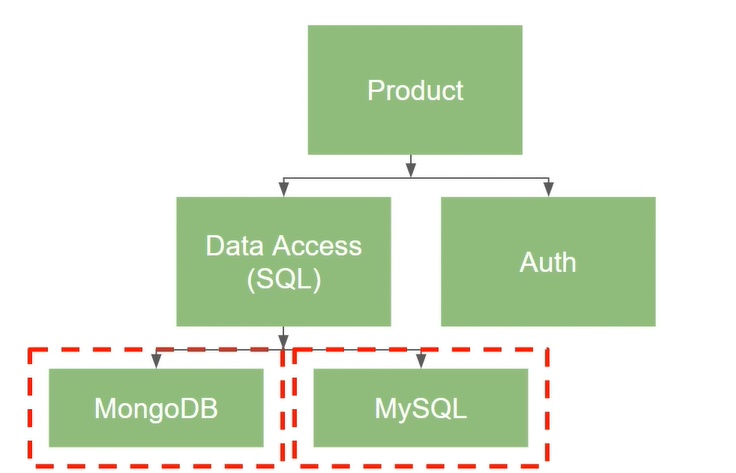 Product
Data Access
(SQL)
Auth
MongoDB
MySQL